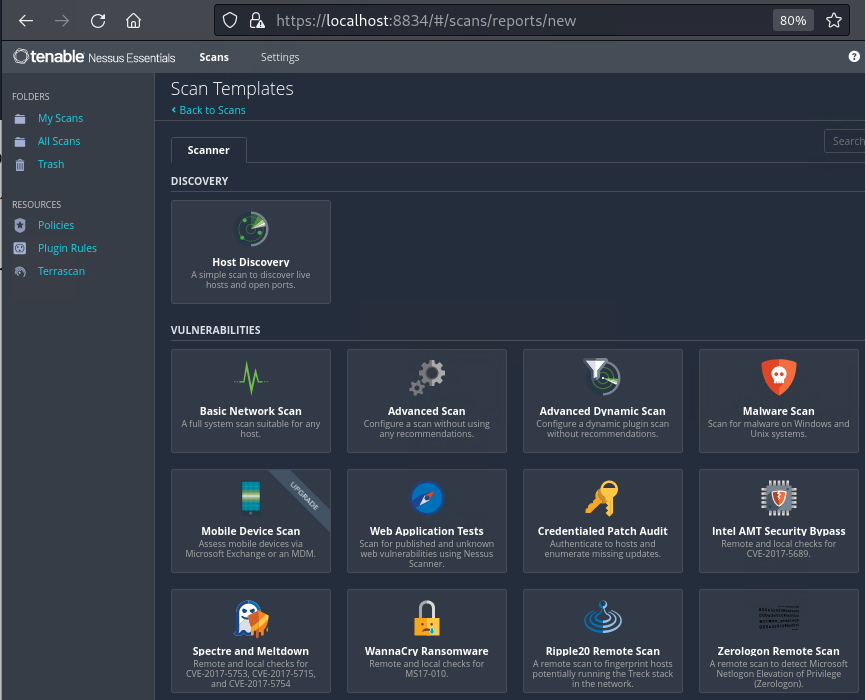 https://localhost:8834/#/scans/reports/new
80%
tenable Nessus Essentials
Scans
Settings
?
FOLDERS
My Scans
All Scans
Trash
RESOURCES
Policies
Plugin Rules
Terrascan
Scan Templates
Back to Scans
Scanner
Search
DISCOVERY
Host Discovery
A simple scan to discover live
hosts and open ports.
VULNERABILITIES
Basic Network Scan
A full system scan suitable for any
host.
Advanced Scan
Configure a scan without using
any recommendations.
Advanced Dynamic Scan
Configure a dynamic plugin scan
without recommendations.
Malware Scan
Scan for malware on Windows and
Unix systems.
UPGRADE
Mobile Device Scan
Assess mobile devices via
Microsoft Exchange or an MDM.
Web Application Tests
Scan for published and unknown
web vulnerabilities using Nessus
Scanner.
Credentialed Patch Audit
Authenticate to hosts and
enumerate missing updates.
Intel AMT Security Bypass
Remote and local checks for
CVE-2017-5689.
Spectre and Meltdown
Remote and local checks for
CVE-2017-5753, CVE-2017-5715,
and CVE-2017-5754
WannaCry Ransomware
Remote and local checks for
MS17-010.
Ripple20 Remote Scan
A remote scan to fingerprint hosts
potentially running the Treck stack
in the network.
Zerologon Remote Scan
A remote scan to detect Microsoft
Netlogon Elevation of Privilege
(Zerologon).